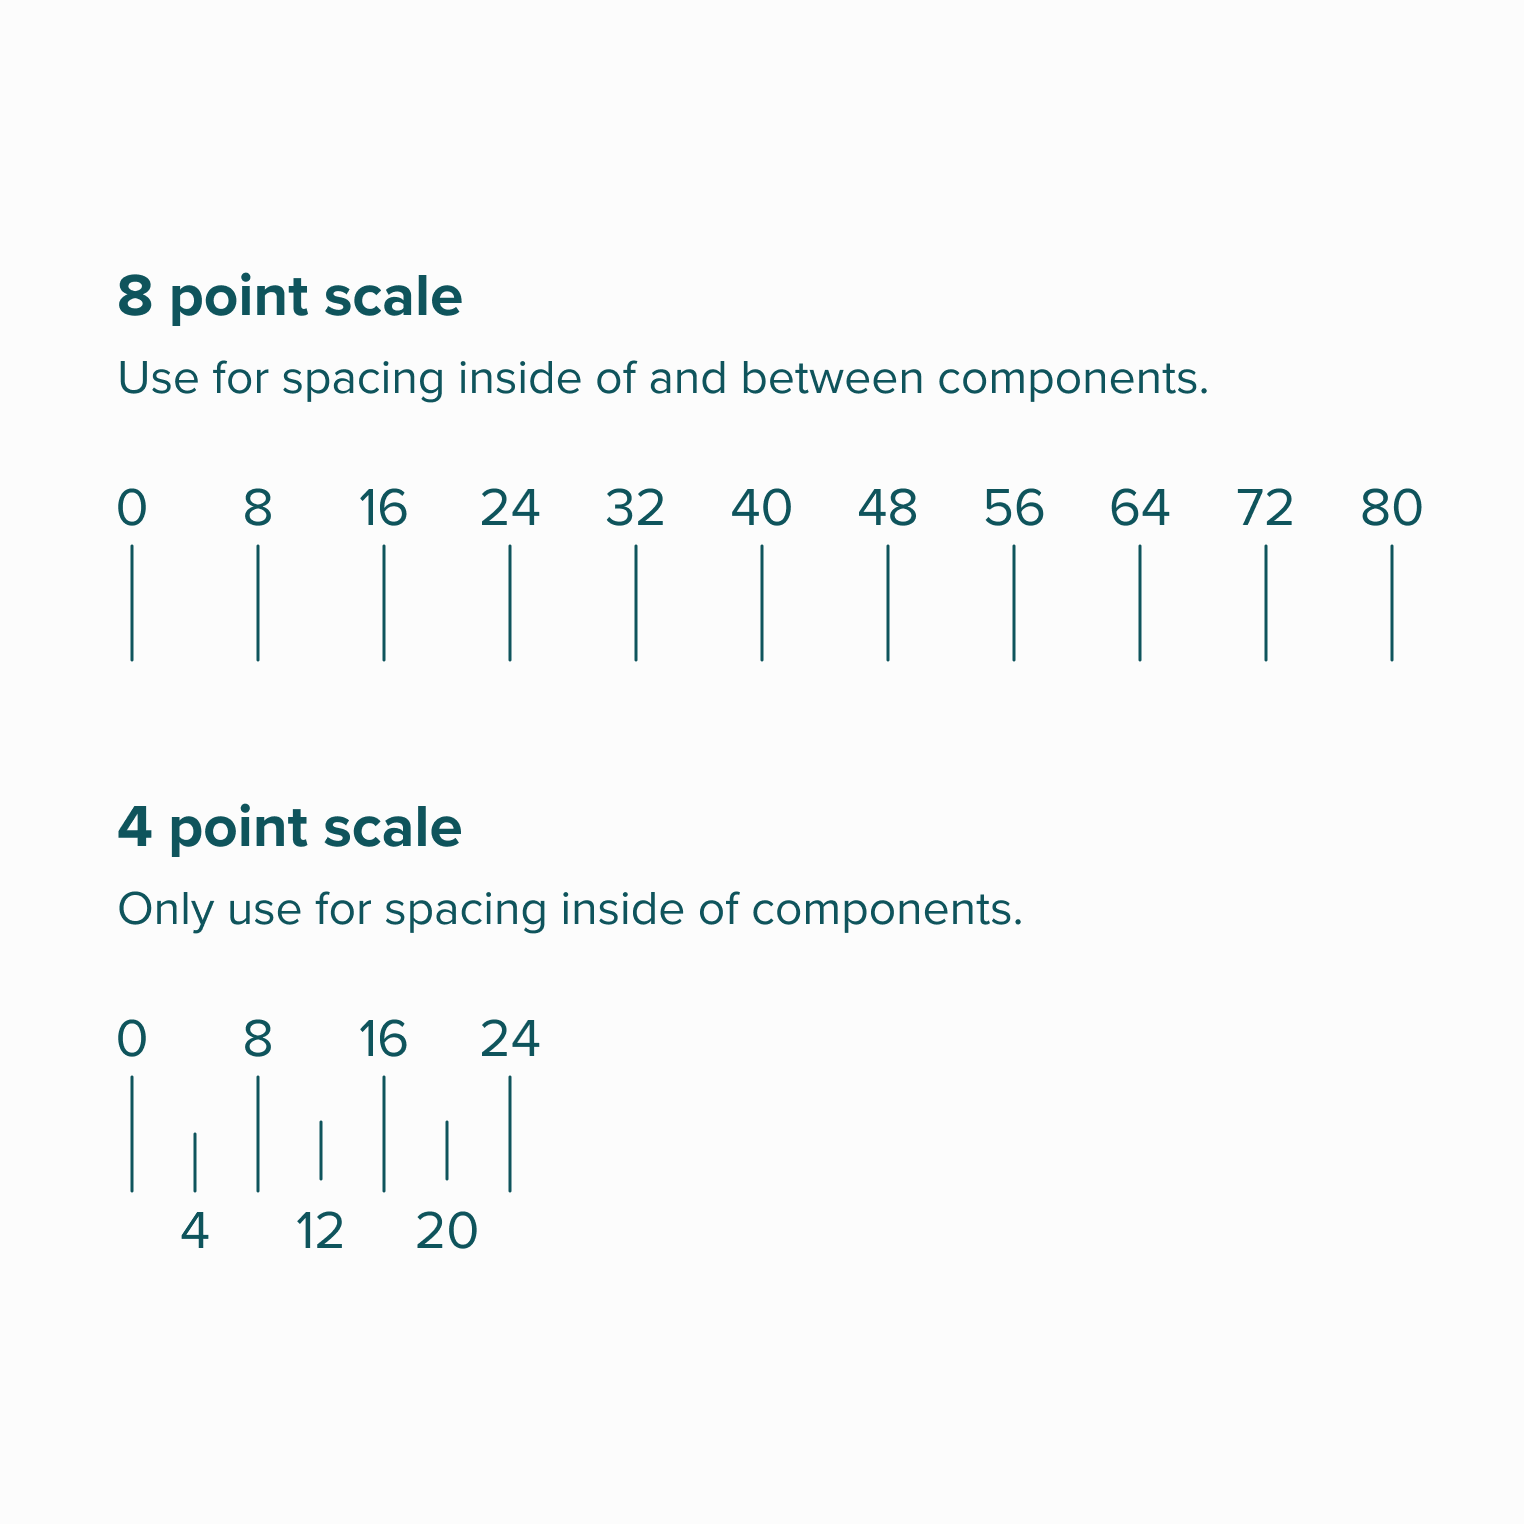 8 point scale
Use for spacing inside of and between components.
0 8 16 24 32 40 48 56 64 72 80
4 point scale
Only use for spacing inside of components.
0 8 16 24
4 12 20